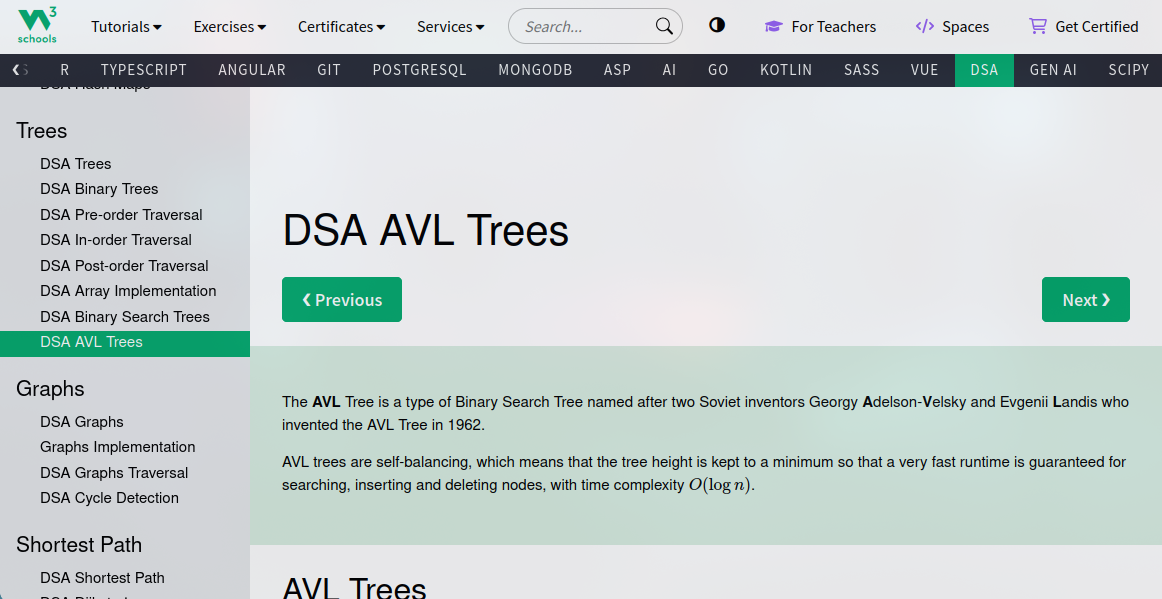 W3
schools
Tutorials
Exercises
Certificates
Services
Search...
For Teachers
Spaces
Get Certified
S
R
TYPESCRIPT
ANGULAR
GIT
POSTGRESQL
MONGODB
ASP
AI
GO
KOTLIN
SASS
VUE
DSA
GEN AI
SCIPY
DSA Hash Maps
Trees
DSA Trees
DSA Binary Trees
DSA Pre-order Traversal
DSA In-order Traversal
DSA Post-order Traversal
DSA Array Implementation
DSA Binary Search Trees
DSA AVL Trees
Graphs
DSA Graphs
Graphs Implementation
DSA Graphs Traversal
DSA Cycle Detection
Shortest Path
DSA Shortest Path
DSA AVL Trees
❮ Previous
Next ❯
The AVL Tree is a type of Binary Search Tree named after two Soviet inventors Georgy Adelson-Velsky and Evgenii Landis who
invented the AVL Tree in 1962.
AVL trees are self-balancing, which means that the tree height is kept to a minimum so that a very fast runtime is guaranteed for
searching, inserting and deleting nodes, with time complexity O(log n).
AVL Trees